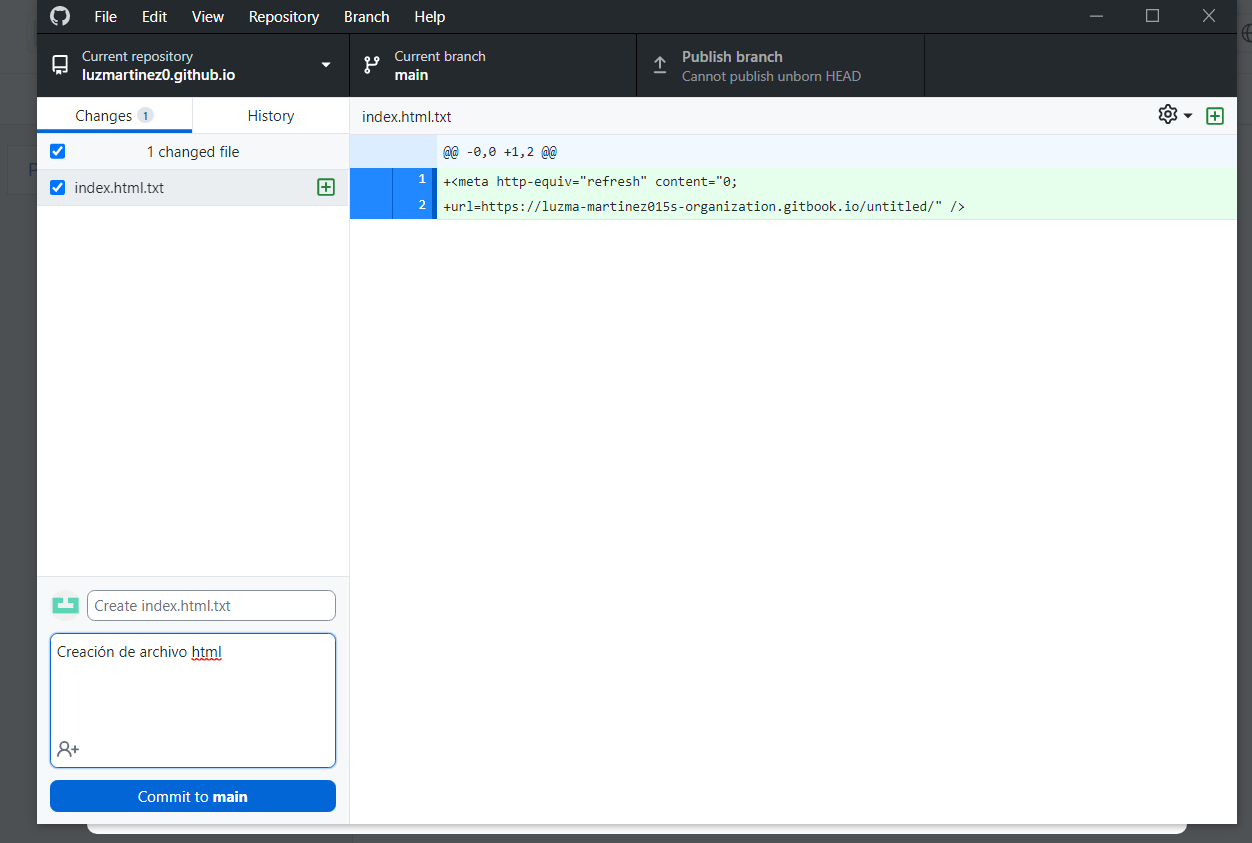 File Edit View Repository Branch Help
Current repository
luzmartinez0.github.io
Current branch
main
Publish branch
Cannot publish unborn HEAD
Changes 1
History
index.html.txt
1 changed file
@@ -0,0 +1,2 @@
index.html.txt
1 +<meta http-equiv="refresh" content="0;
2 +url=https://luzma-martinez015s-organization.gitbook.io/untitled/" />
Create index.html.txt
Creación de archivo html
Commit to main